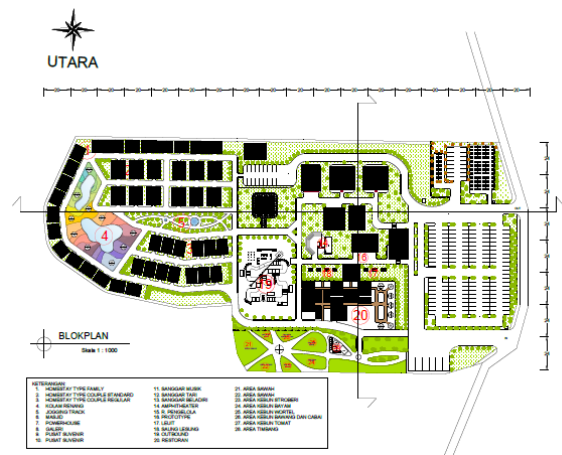 UTARA
4
20
BLOKPLAN
Skala 1 : 1000
KETERANGAN
1. HOMESTAY TYPE FAMILY
2. HOMESTAY TYPE COUPLE STANDARD
3. HOMESTAY TYPE COUPLE REGULAR
4. KOLAM RENANG
5. JOGGING TRACK
6. MASJID
7. POWERHOUSE
8. GALERI
9. PUSAT SUVENIR
10. PUSAT SUVENIR
11. SANGGAR MUSIK
12. SANGGAR TARI
13. SANGGAR BELADIRI
14. AMPHITHEATER
15. R. PENGELOLA
16. PROTOTYPE
17. LEUIT
18. SAUNG LESUNG
19. OUTBOUND
20. RESTORAN
21. AREA SAWAH
22. AREA SAWAH
23. AREA KEBUN STROBERI
24. AREA KEBUN BAYAM
25. AREA KEBUN WORTEL
26. AREA KEBUN BAWANG DAN CABAI
27. AREA KEBUN TOMAT
28. AREA TIMBANG